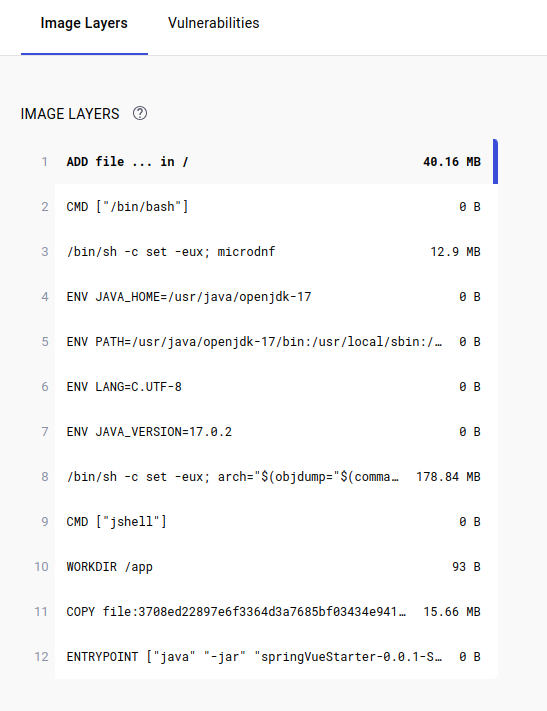 Image Layers Vulnerabilities
IMAGE LAYERS ?
1 ADD file ... in / 40.16 MB
2 CMD ["/bin/bash"] 0 B
3 /bin/sh -c set -eux; microdnf 12.9 MB
4 ENV JAVA_HOME=/usr/java/openjdk-17 0 B
5 ENV PATH=/usr/java/openjdk-17/bin:/usr/local/sbin:/… 0 B
6 ENV LANG=C.UTF-8 0 B
7 ENV JAVA_VERSION=17.0.2 0 B
8 /bin/sh -c set -eux; arch="$(objdump="$(comma… 178.84 MB
9 CMD ["jshell"] 0 B
10 WORKDIR /app 93 B
11 COPY file:3708ed22897e6f3364d3a7685bf03434e941… 15.66 MB
12 ENTRYPOINT ["java" "-jar" "springVueStarter-0.0.1-S… 0 B